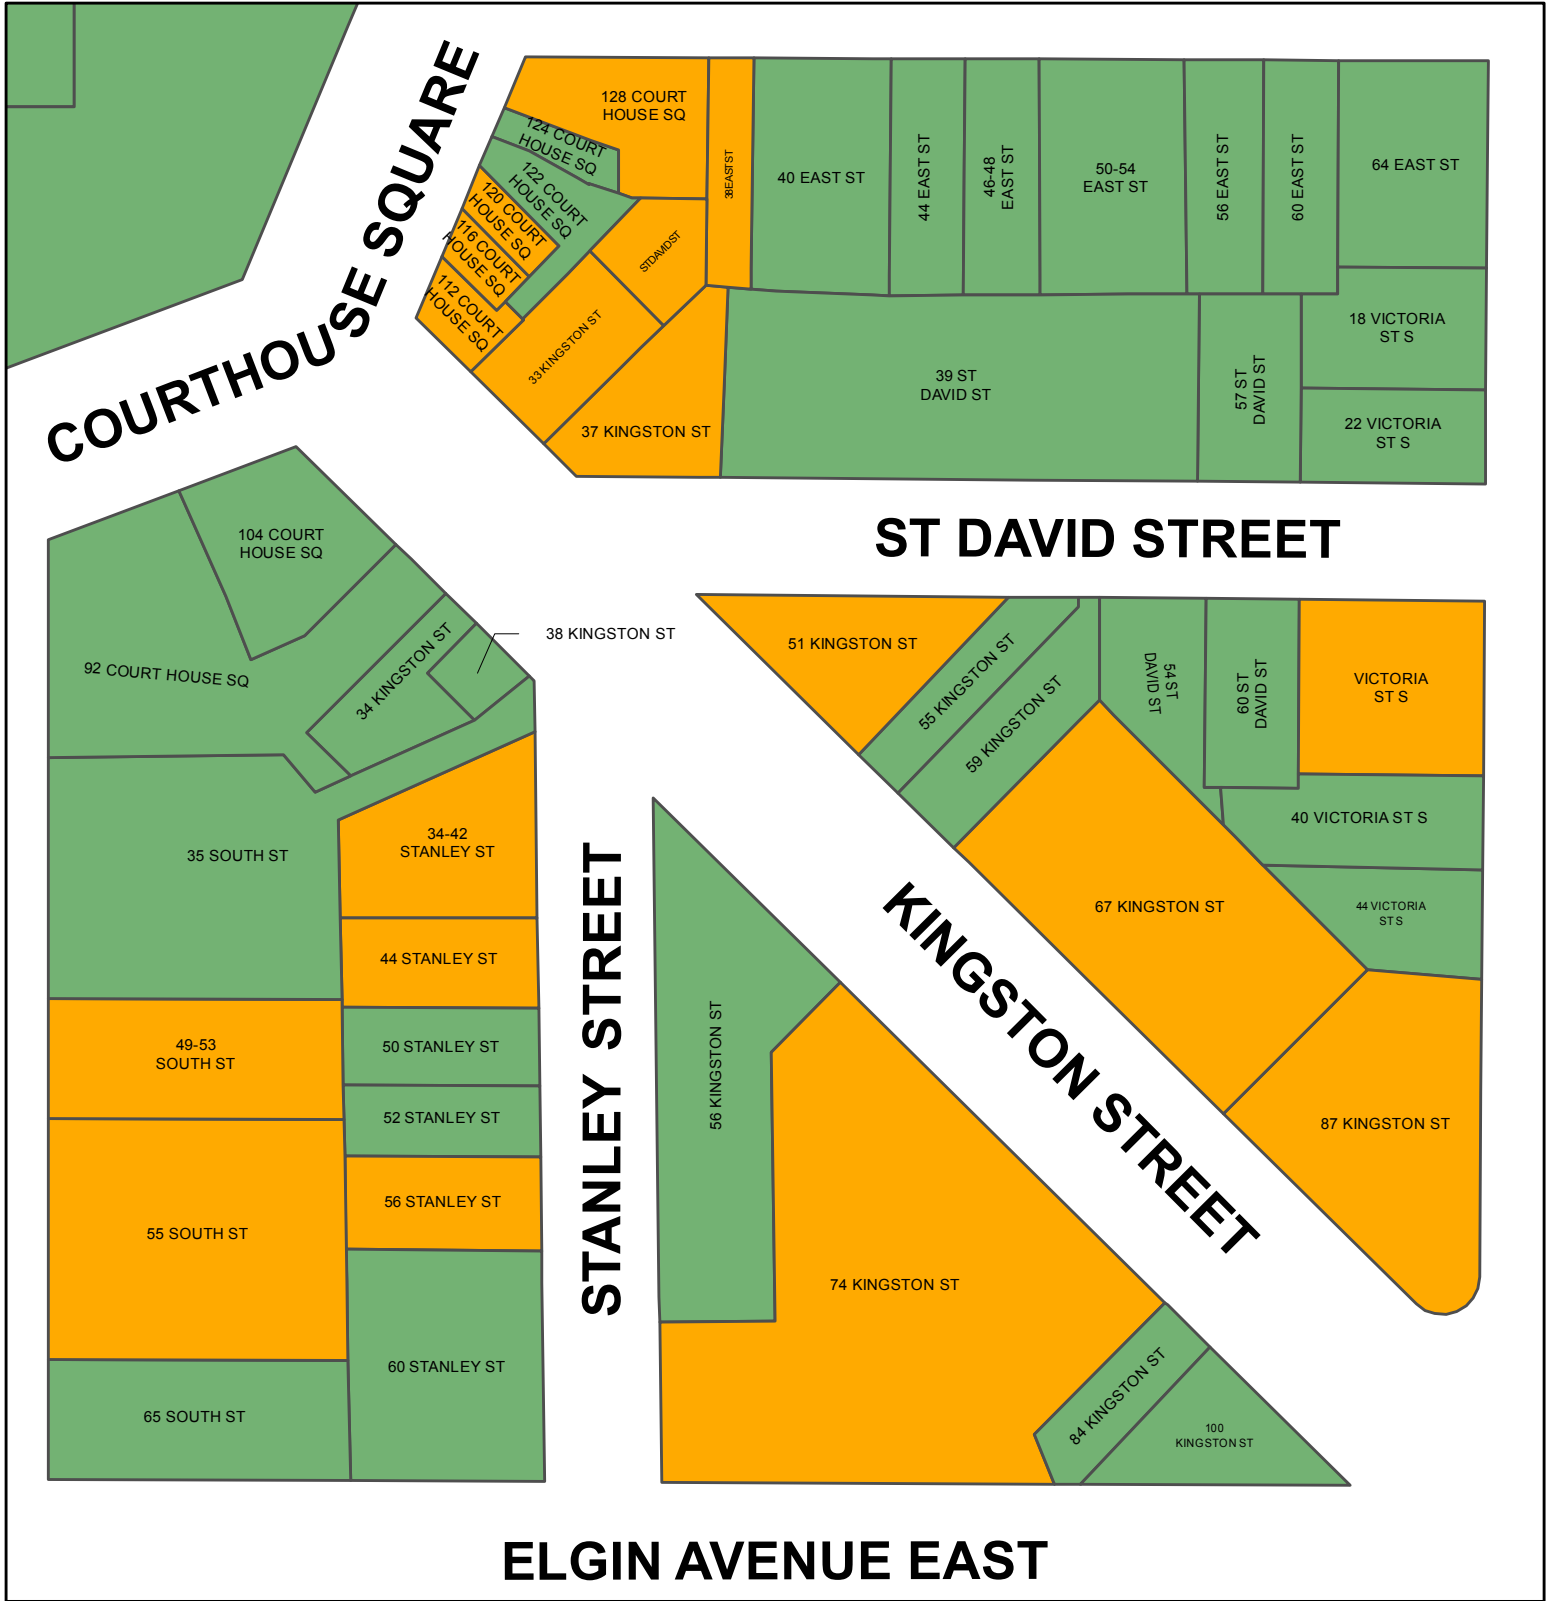 COURTHOUSE SQUARE
128 COURT
HOUSE SQ
124 COURT
HOUSE SQ
122 COURT
HOUSE SQ
120 COURT
HOUSE SQ
116 COURT
HOUSE SQ
112 COURT
HOUSE SQ
38 EAST ST
ST DAVID ST
33 KINGSTON ST
37 KINGSTON ST
40 EAST ST
44 EAST ST
46-48
EAST ST
50-54
EAST ST
56 EAST ST
60 EAST ST
64 EAST ST
39 ST
DAVID ST
57 ST
DAVID ST
18 VICTORIA
ST S
22 VICTORIA
ST S
ST DAVID STREET
104 COURT
HOUSE SQ
92 COURT HOUSE SQ
34 KINGSTON ST
38 KINGSTON ST
35 SOUTH ST
34-42
STANLEY ST
44 STANLEY ST
49-53
SOUTH ST
50 STANLEY ST
52 STANLEY ST
55 SOUTH ST
56 STANLEY ST
60 STANLEY ST
65 SOUTH ST
STANLEY STREET
51 KINGSTON ST
55 KINGSTON ST
59 KINGSTON ST
54 ST
DAVID ST
60 ST
DAVID ST
VICTORIA
ST S
40 VICTORIA ST S
44 VICTORIA
ST S
67 KINGSTON ST
87 KINGSTON ST
KINGSTON STREET
56 KINGSTON ST
74 KINGSTON ST
84 KINGSTON ST
100
KINGSTON ST
ELGIN AVENUE EAST